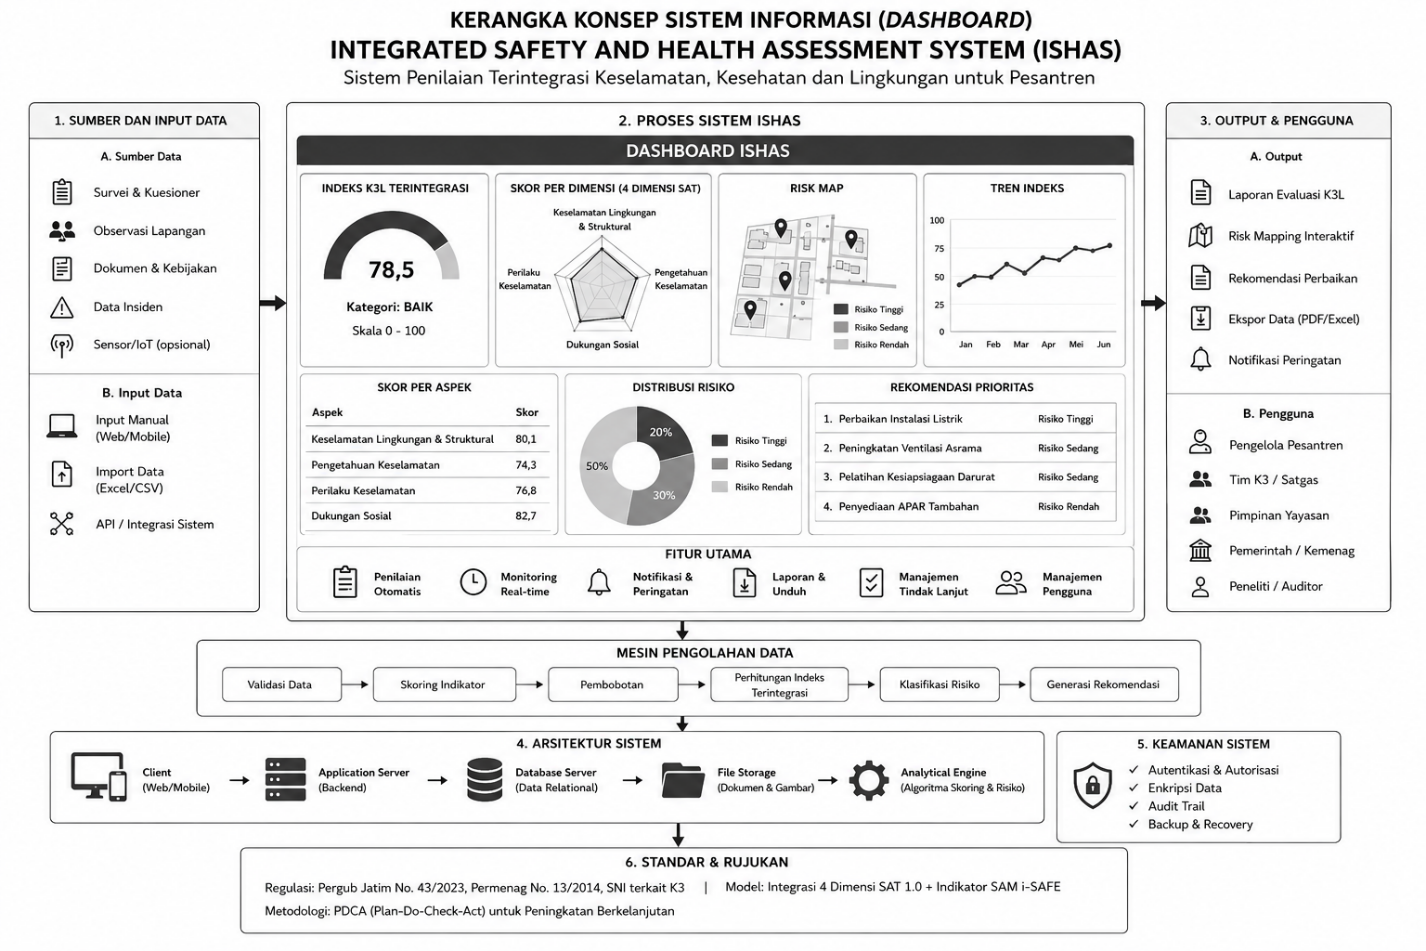 KERANGKA KONSEP SISTEM INFORMASI (DASHBOARD)
INTEGRATED SAFETY AND HEALTH ASSESSMENT SYSTEM (ISHAS)
Sistem Penilaian Terintegrasi Keselamatan, Kesehatan dan Lingkungan untuk Pesantren
1. SUMBER DAN INPUT DATA
A. Sumber Data
Survei & Kuesioner
Observasi Lapangan
Dokumen & Kebijakan
Data Insiden
Sensor/IoT (opsional)
B. Input Data
Input Manual
(Web/Mobile)
Import Data
(Excel/CSV)
API / Integrasi Sistem
2. PROSES SISTEM ISHAS
DASHBOARD ISHAS
INDEKS K3L TERINTEGRASI
78,5
Kategori: BAIK
Skala 0 - 100
SKOR PER DIMENSI (4 DIMENSI SAT)
Keselamatan Lingkungan
& Struktural
Perilaku
Keselamatan
Pengetahuan
Keselamatan
Dukungan Sosial
RISK MAP
Risiko Tinggi
Risiko Sedang
Risiko Rendah
TREN INDEKS
100
75
50
25
0
Jan Feb Mar Apr Mei Jun
SKOR PER ASPEK
Aspek Skor
Keselamatan Lingkungan & Struktural 80,1
Pengetahuan Keselamatan 74,3
Perilaku Keselamatan 76,8
Dukungan Sosial 82,7
DISTRIBUSI RISIKO
20%
50%
30%
Risiko Tinggi
Risiko Sedang
Risiko Rendah
REKOMENDASI PRIORITAS
1. Perbaikan Instalasi Listrik Risiko Tinggi
2. Peningkatan Ventilasi Asrama Risiko Sedang
3. Pelatihan Kesiapsiagaan Darurat Risiko Sedang
4. Penyediaan APAR Tambahan Risiko Rendah
FITUR UTAMA
Penilaian
Otomatis
Monitoring
Real-time
Notifikasi &
Peringatan
Laporan &
Unduh
Manajemen
Tindak Lanjut
Manajemen
Pengguna
3. OUTPUT & PENGGUNA
A. Output
Laporan Evaluasi K3L
Risk Mapping Interaktif
Rekomendasi Perbaikan
Ekspor Data (PDF/Excel)
Notifikasi Peringatan
B. Pengguna
Pengelola Pesantren
Tim K3 / Satgas
Pimpinan Yayasan
Pemerintah / Kemenag
Peneliti / Auditor
MESIN PENGOLAHAN DATA
Validasi Data
Skoring Indikator
Pembobotan
Perhitungan Indeks
Terintegrasi
Klasifikasi Risiko
Generasi Rekomendasi
4. ARSITEKTUR SISTEM
Client
(Web/Mobile)
Application Server
(Backend)
Database Server
(Data Relational)
File Storage
(Dokumen & Gambar)
Analytical Engine
(Algoritma Skoring & Risiko)
5. KEAMANAN SISTEM
✓ Autentikasi & Autorisasi
✓ Enkripsi Data
✓ Audit Trail
✓ Backup & Recovery
6. STANDAR & RUJUKAN
Regulasi: Pergub Jatim No. 43/2023, Permenag No. 13/2014, SNI terkait K3 | Model: Integrasi 4 Dimensi SAT 1.0 + Indikator SAM i-SAFE
Metodologi: PDCA (Plan-Do-Check-Act) untuk Peningkatan Berkelanjutan